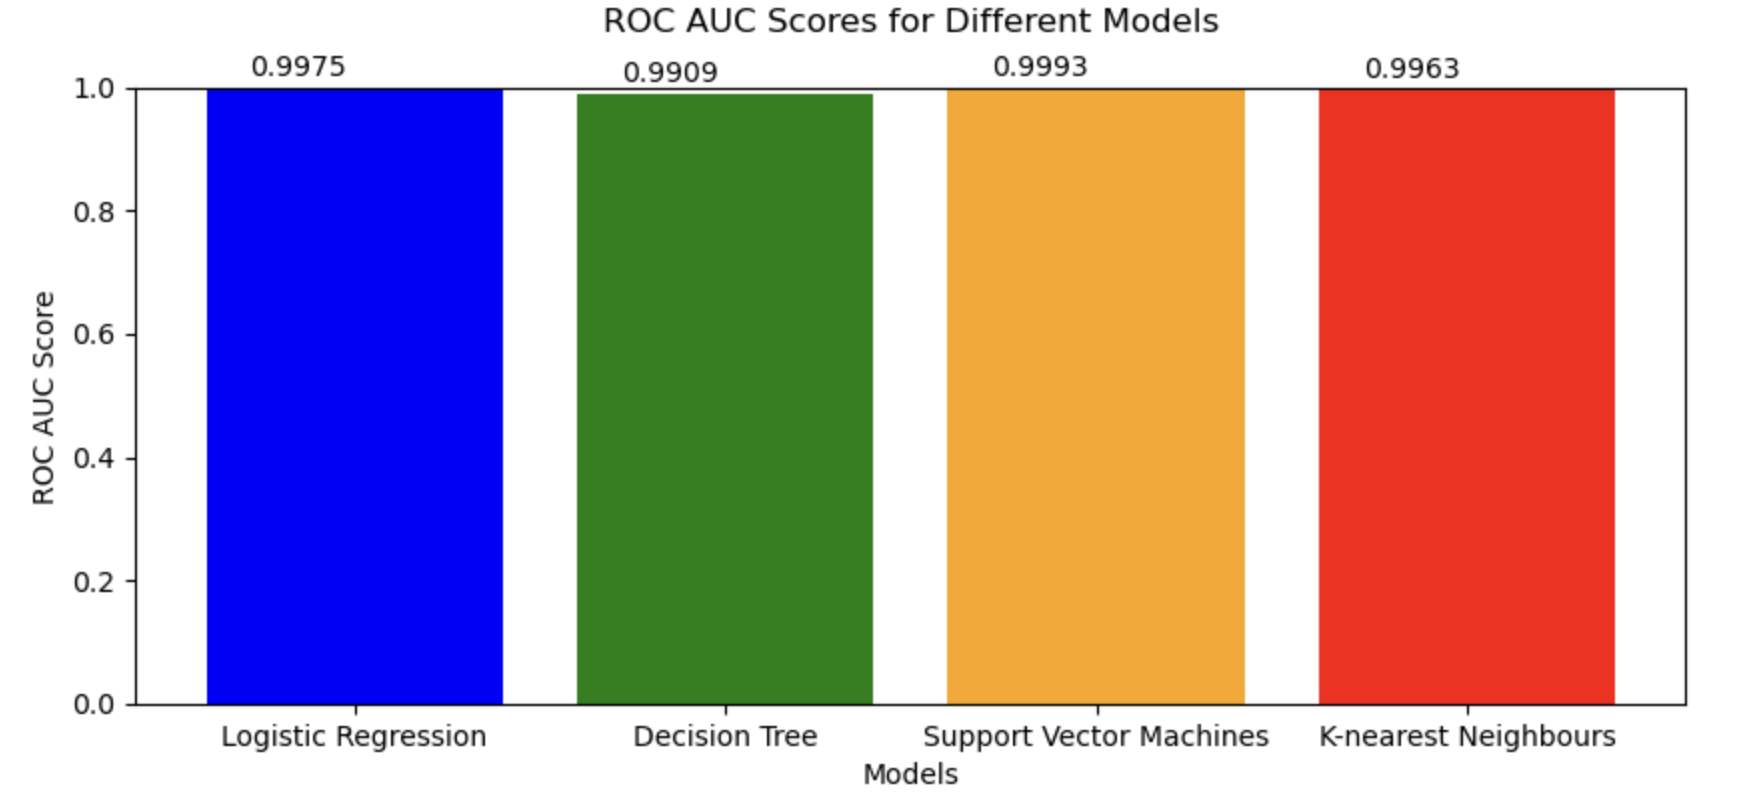 ROC AUC Scores for Different Models
0.9975
0.9909
0.9993
0.9963
1.0
0.8
0.6
0.4
0.2
0.0
ROC AUC Score
Logistic Regression
Decision Tree
Support Vector Machines
K-nearest Neighbours
Models